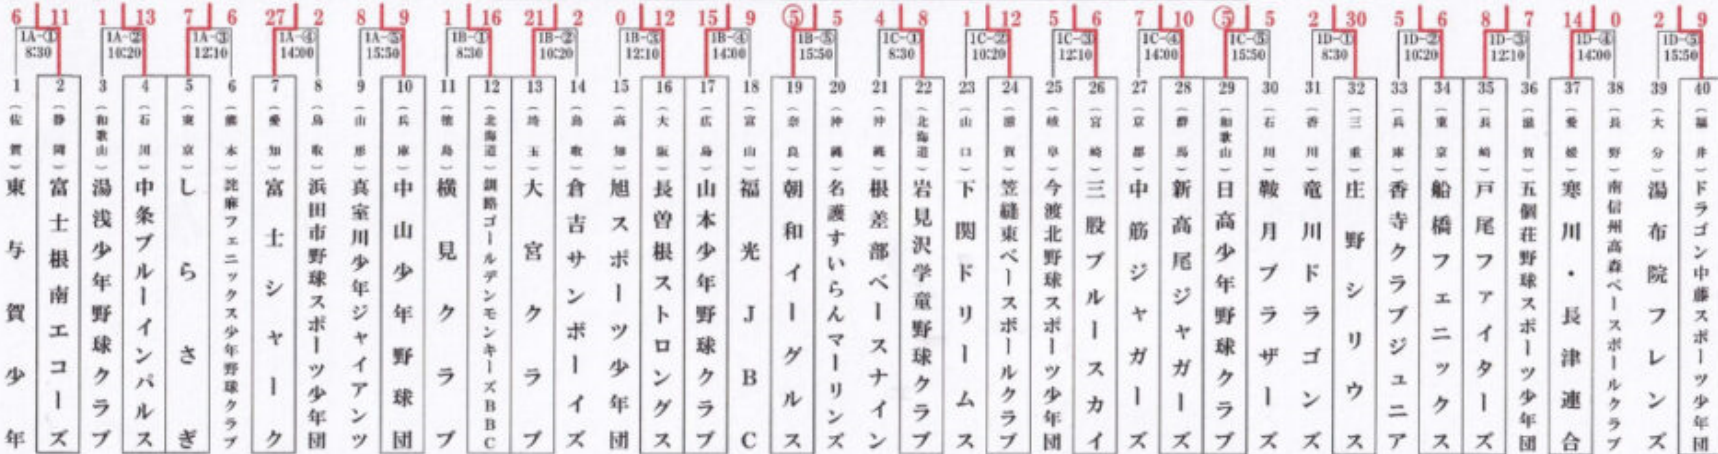 6 11 1 13 7 6 27 2 8 9 1 16 21 2 0 12 15 9 ⑤ 5 4 8 1 12 5 6 7 10 ⑤ 5 2 30 5 6 8 7 14 0 2 9
1A-① 1A-② 1A-③ 1A-④ 1A-⑤ 1B-① 1B-② 1B-③ 1B-④ 1B-⑤ 1C-① 1C-② 1C-③ 1C-④ 1C-⑤ 1D-① 1D-② 1D-③ 1D-④ 1D-⑤
8:30 10:20 12:10 14:00 15:50 8:30 10:20 12:10 14:00 15:50 8:30 10:20 12:10 14:00 15:50 8:30 10:20 12:10 14:00 15:50
1（佐賀）東与賀少年
2（静岡）富士根南エコーズ
3（和歌山）湯浅少年野球クラブ
4（石川）中条ブルーインパルス
5（東京）しらさぎ
6（熊本）託麻フェニックス少年野球クラブ
7（愛知）富士シャーク
8（鳥取）浜田市野球スポーツ少年団
9（山形）真室川少年ジャイアンツ
10（兵庫）中山少年野球団
11（徳島）横見クラブ
12（北海道）釧路ゴールデンモンキーズBBC
13（埼玉）大宮クラブ
14（鳥取）倉吉サンボーイズ
15（高知）旭スポーツ少年団
16（大阪）長曽根ストロングス
17（広島）山本少年野球クラブ
18（富山）福光JBC
19（奈良）朝和イーグルス
20（沖縄）名護すいらんマーリンズ
21（沖縄）根差部ベースナイン
22（北海道）岩見沢学童野球クラブ
23（山口）下関ドリームス
24（滋賀）笠縫東ベースボールクラブ
25（岐阜）今渡北野球スポーツ少年団
26（宮崎）三股ブルースカイ
27（京都）中筋ジャガーズ
28（群馬）新高尾ジャガーズ
29（和歌山）日高少年野球クラブ
30（石川）鞍月ブラザーズ
31（香川）竜川ドラゴンズ
32（三重）庄野シリウス
33（兵庫）香寺クラブジュニア
34（東京）船橋フェニックス
35（長崎）戸尾ファイターズ
36（滋賀）五個荘野球スポーツ少年団
37（愛媛）寒川・長津連合
38（長野）南信州高森ベースボールクラブ
39（大分）湯布院フレンズ
40（福井）ドラゴン中藤スポーツ少年団